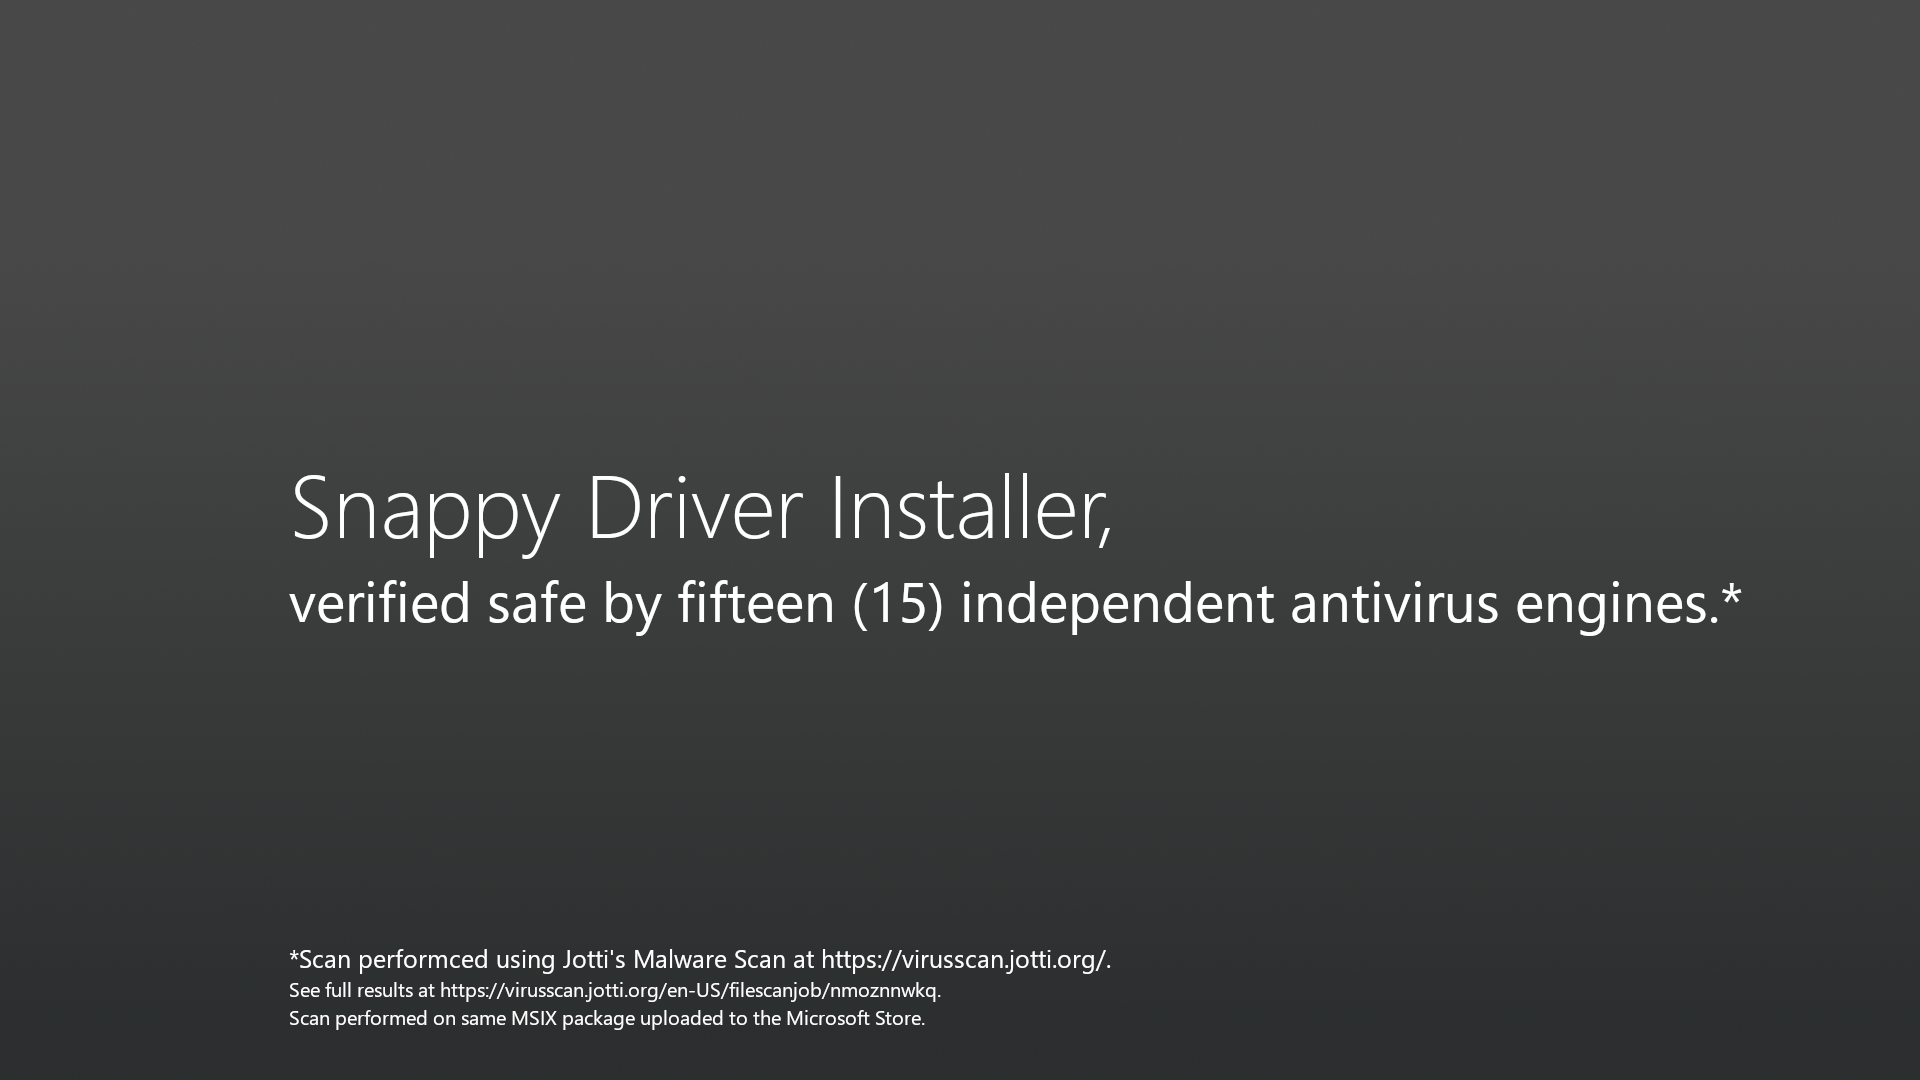 Snappy Driver Installer,
verified safe by fifteen (15) independent antivirus engines.*
*Scan performced using Jotti's Malware Scan at https://virusscan.jotti.org/.
See full results at https://virusscan.jotti.org/en-US/filescanjob/nmoznnwkq.
Scan performed on same MSIX package uploaded to the Microsoft Store.